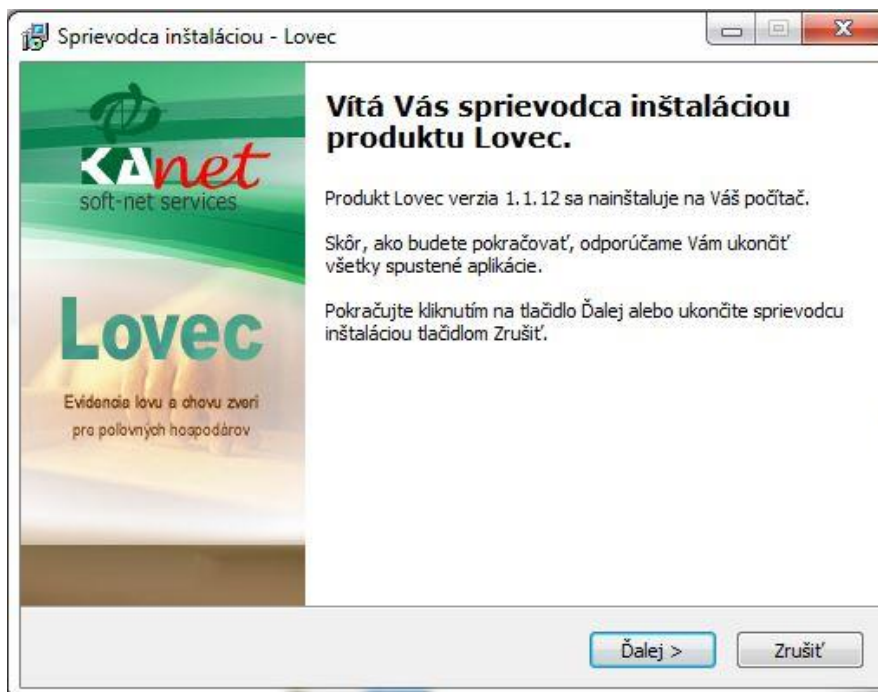 Sprievodca inštaláciou - Lovec
KAnet
soft-net services
Lovec
Evidencia lovu a chovu zveri
pre poľovných hospodárov
Vítá Vás sprievodca inštaláciou
produktu Lovec.
Produkt Lovec verzia 1.1.12 sa nainštaluje na Váš počítač.
Skôr, ako budete pokračovať, odporúčame Vám ukončiť
všetky spustené aplikácie.
Pokračujte kliknutím na tlačidlo Ďalej alebo ukončite sprievodcu
inštaláciou tlačidlom Zrušiť.
Ďalej >
Zrušiť